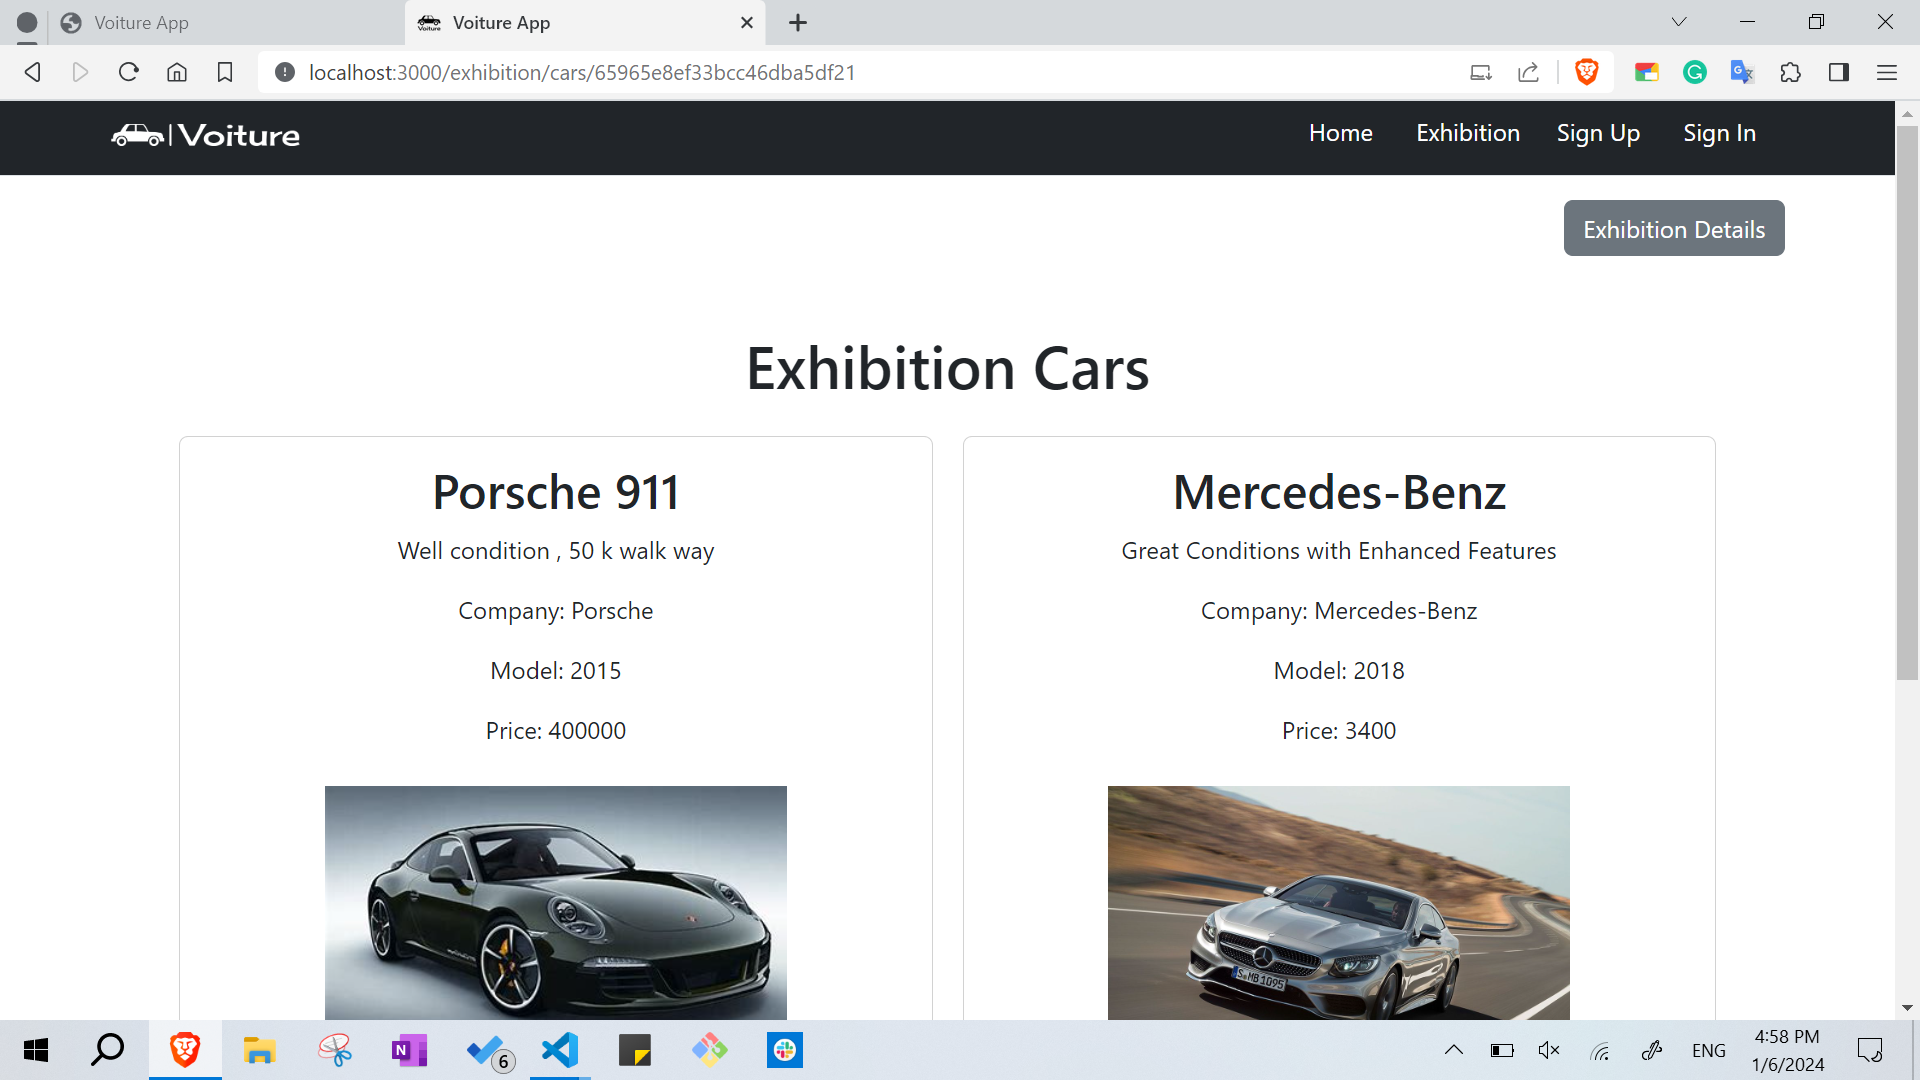 Voiture App
Voiture App
localhost:3000/exhibition/cars/65965e8ef33bcc46dba5df21
Voiture
Home Exhibition Sign Up Sign In
Exhibition Details
Exhibition Cars
Porsche 911
Well condition , 50 k walk way
Company: Porsche
Model: 2015
Price: 400000
Mercedes-Benz
Great Conditions with Enhanced Features
Company: Mercedes-Benz
Model: 2018
Price: 3400
S MB 1095
N
6
ENG
4:58 PM
1/6/2024